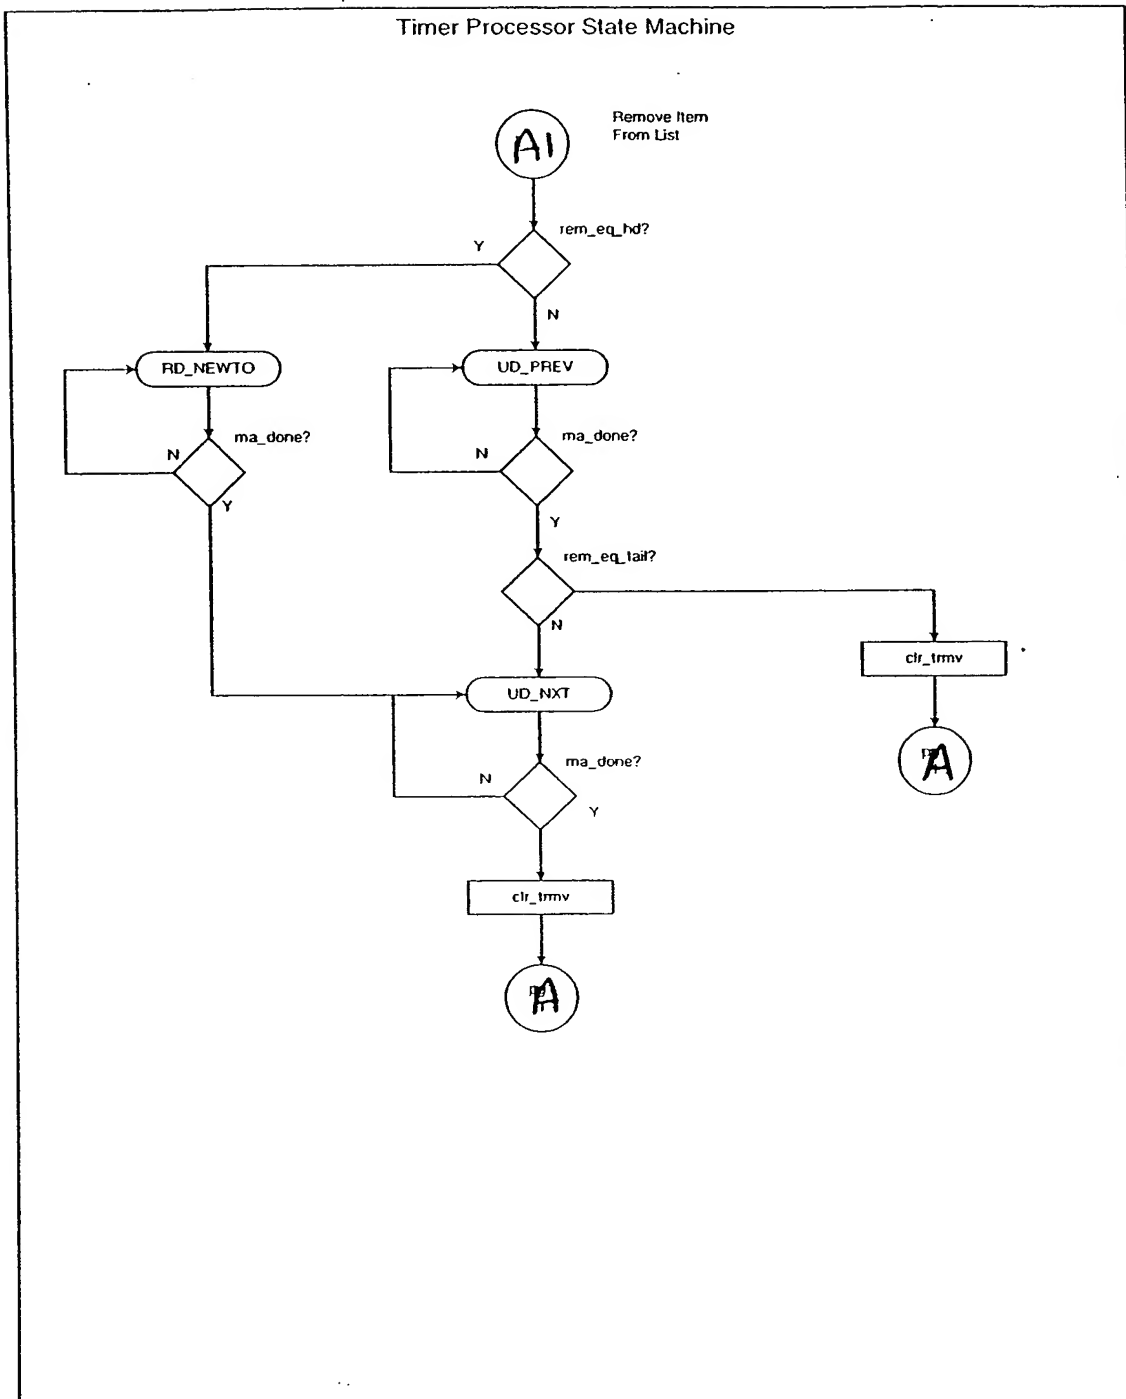 Timer Processor State Machine
A1
Remove Item
From List
rem_eq_hd?
Y
N
RD_NEWTO
UD_PREV
ma_done?
ma_done?
N
N
Y
Y
rem_eq_tail?
N
clr_trmv
UD_NXT
A
ma_done?
N
Y
clr_trmv
A